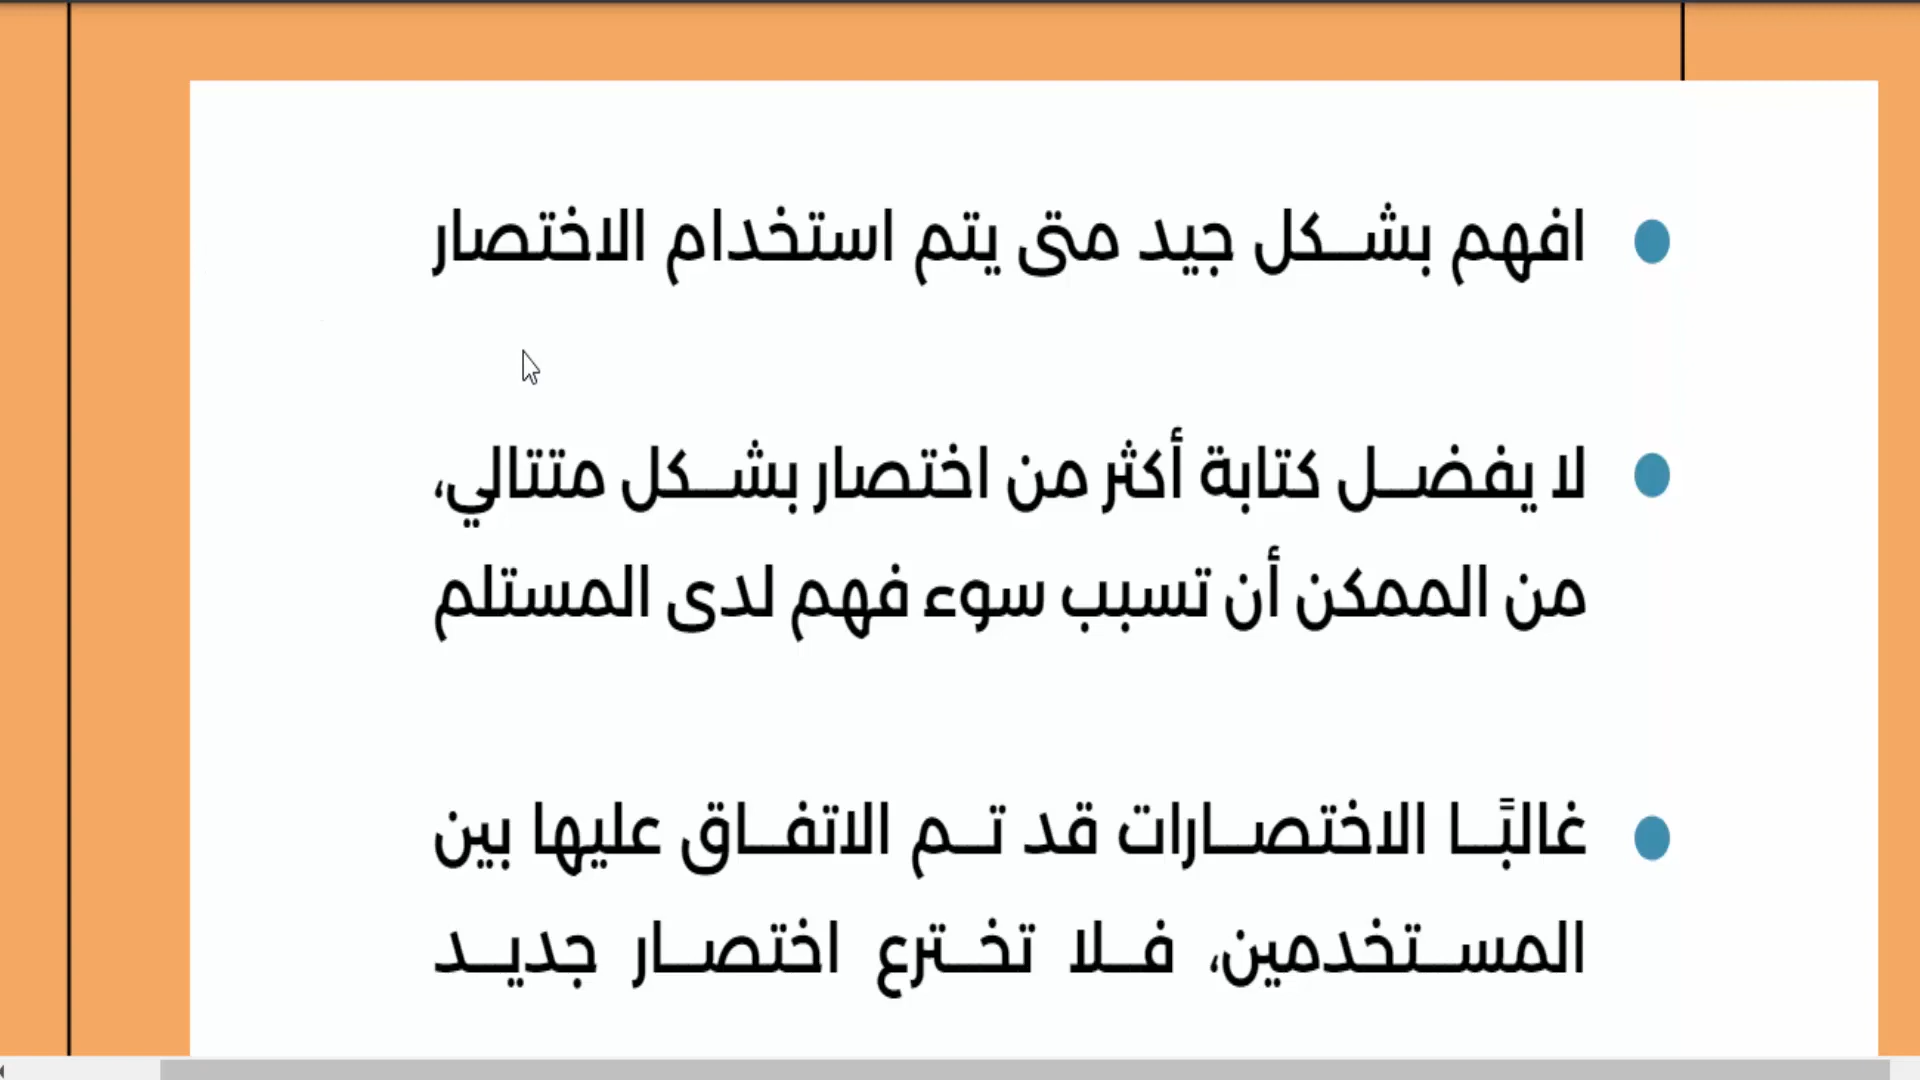 افهم بشكل جيد متى يتم استخدام الاختصار
لا يفضل كتابة أكثر من اختصار بشكل متتالي،
من الممكن أن تسبب سوء فهم لدى المستلم
غالبًا الاختصارات قد تم الاتفاق عليها بين
المستخدمين، فلا تخترع اختصار جديد